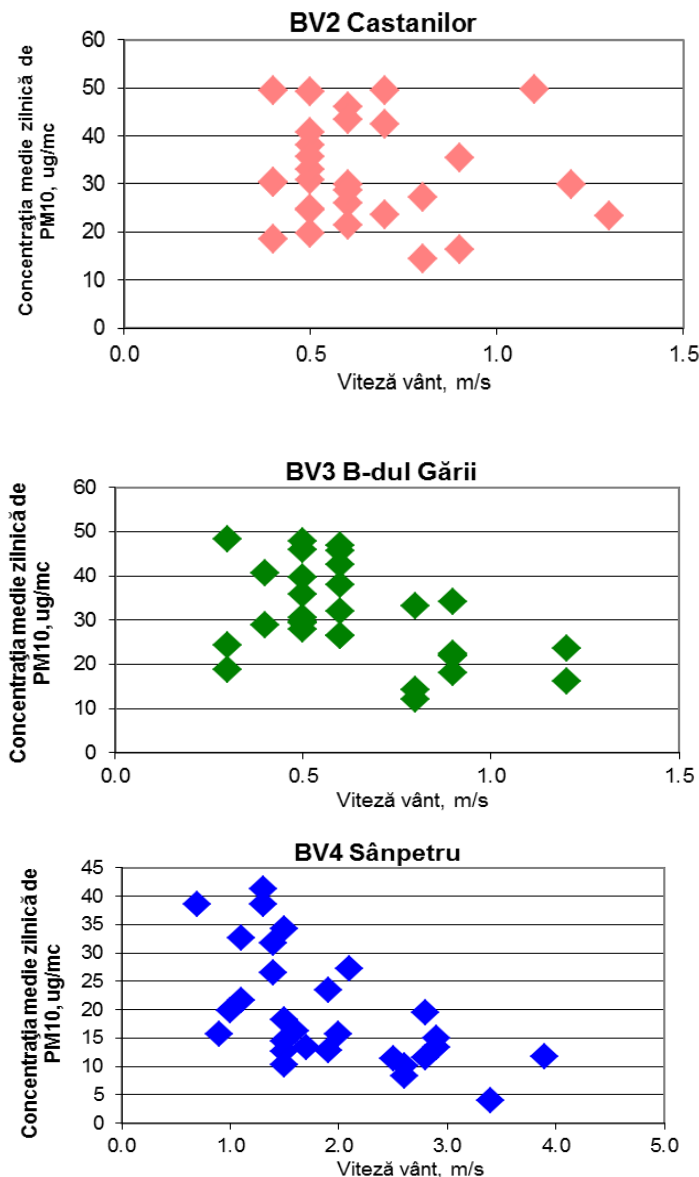 BV2 Castanilor
Concentraţia medie zilnică de
PM10, ug/mc
60
50
40
30
20
10
0
0.0 0.5 1.0 1.5
Viteză vânt, m/s
BV3 B-dul Gării
Concentraţia medie zilnică de
PM10, ug/mc
60
50
40
30
20
10
0
0.0 0.5 1.0 1.5
Viteză vânt, m/s
BV4 Sânpetru
Concentraţia medie zilnică de
PM10, ug/mc
45
40
35
30
25
20
15
10
5
0
0.0 1.0 2.0 3.0 4.0 5.0
Viteză vânt, m/s